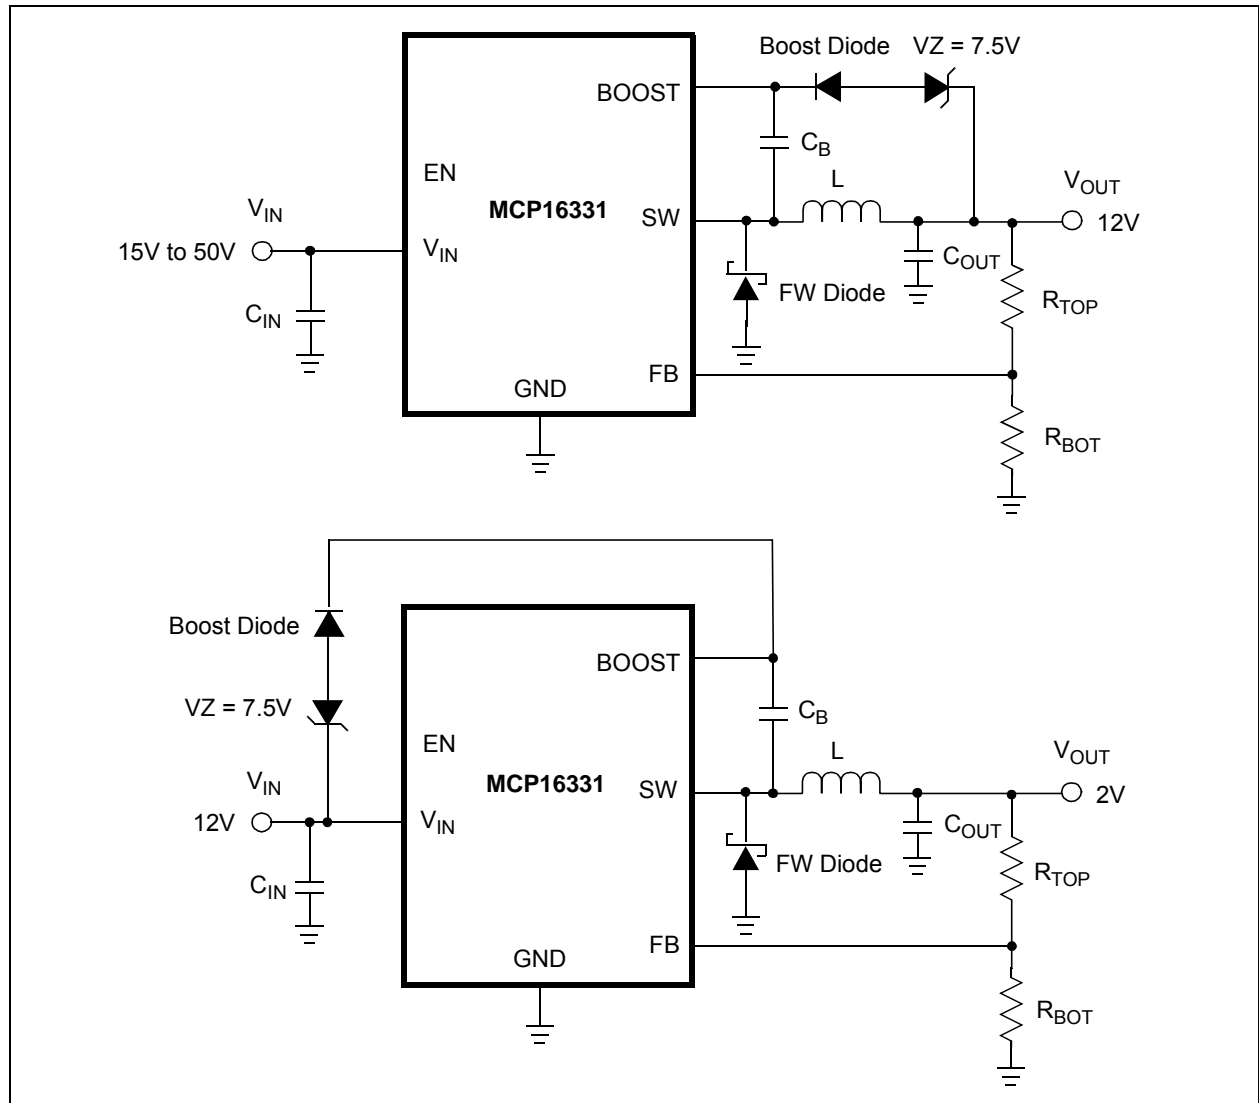 Boost Diode VZ = 7.5V
BOOST
C_B
EN
L
V_OUT
V_IN
MCP16331
SW
12V
15V to 50V
V_IN
C_OUT
FW Diode
R_TOP
C_IN
FB
GND
R_BOT
Boost Diode
BOOST
VZ = 7.5V
C_B
EN
L
V_OUT
V_IN
MCP16331
SW
2V
12V
V_IN
C_OUT
FW Diode
R_TOP
C_IN
FB
GND
R_BOT